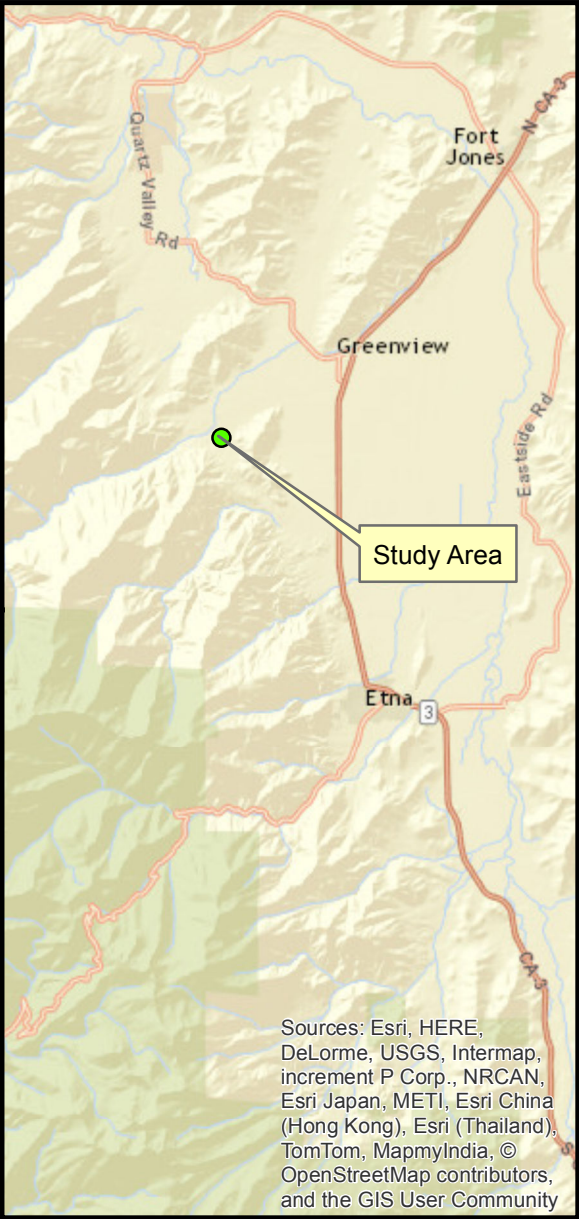 Fort
Jones
N CA-3
Quartz Valley
Rd
Greenview
Eastside Rd
Study Area
Etna
3
CA-3
Sources: Esri, HERE,
DeLorme, USGS, Intermap,
increment P Corp., NRCAN,
Esri Japan, METI, Esri China
(Hong Kong), Esri (Thailand),
TomTom, MapmyIndia, ©
OpenStreetMap contributors,
and the GIS User Community